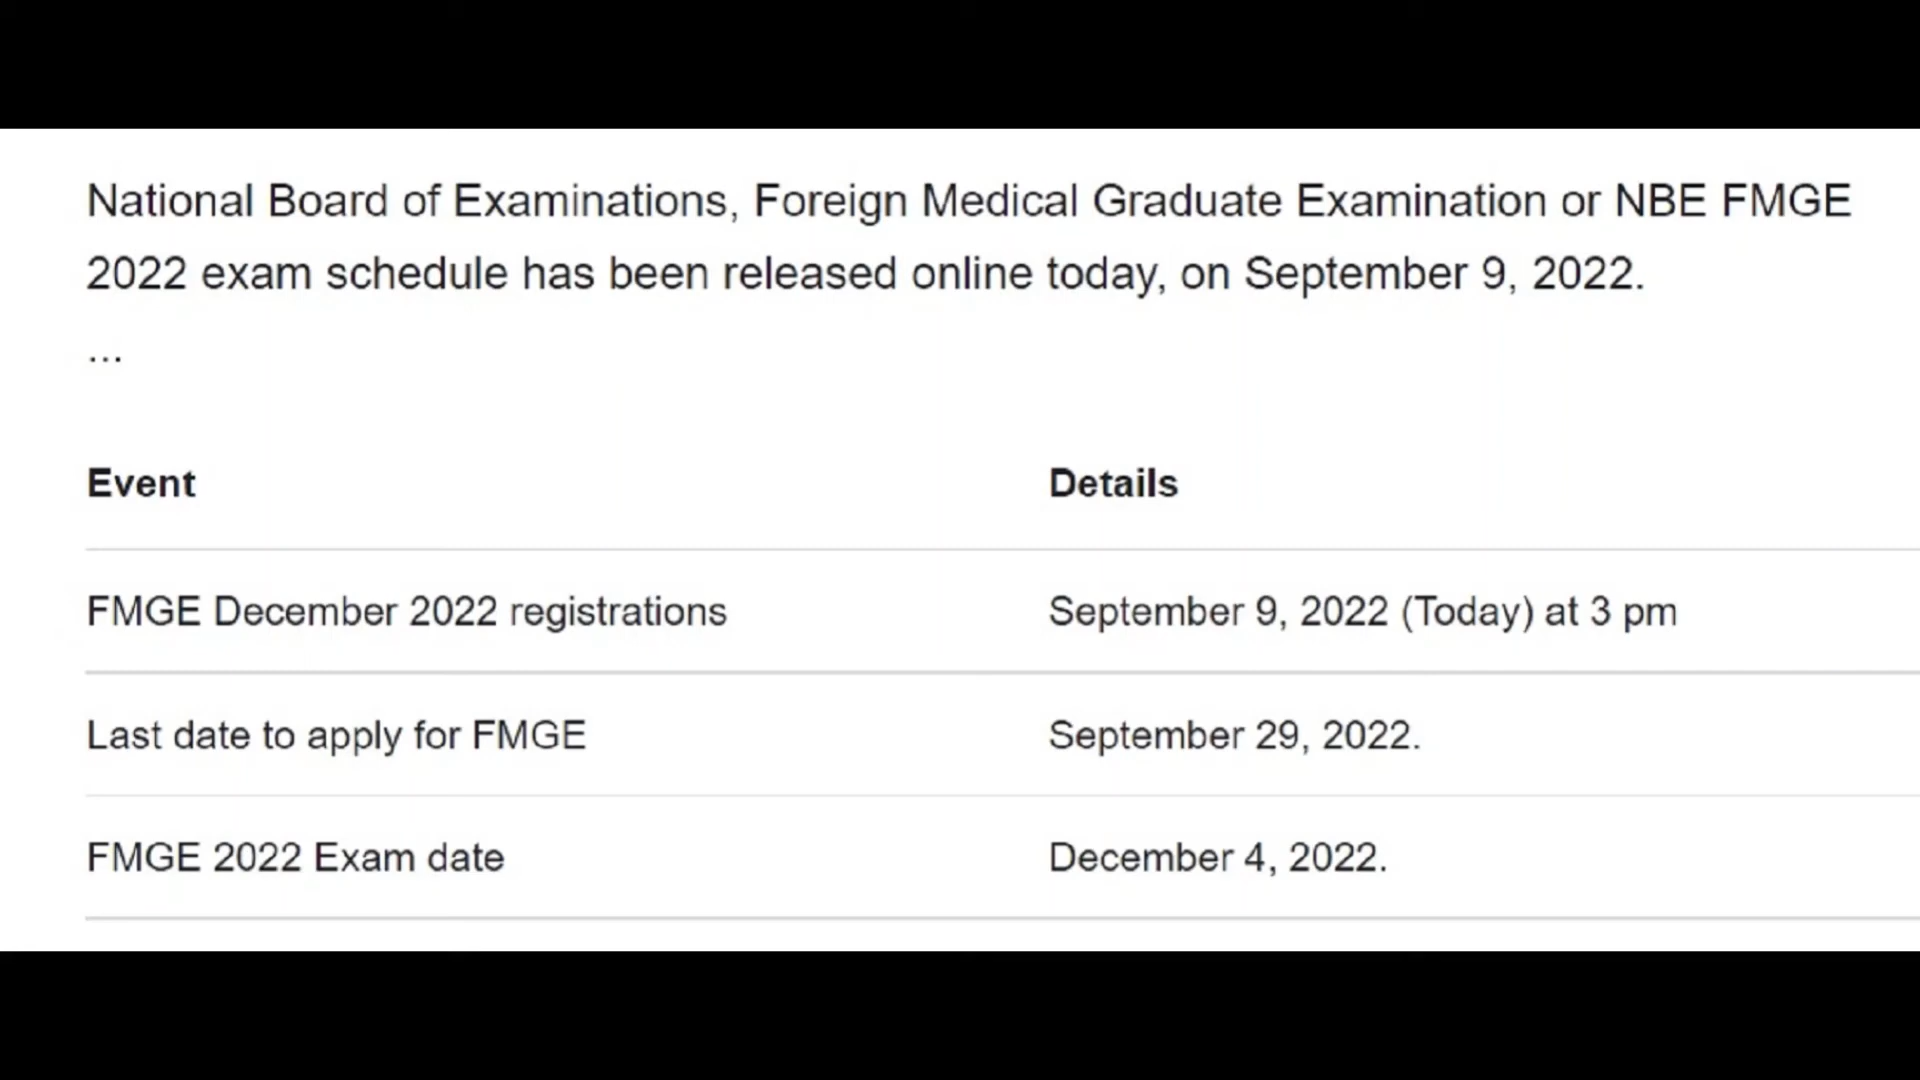 National Board of Examinations, Foreign Medical Graduate Examination or NBE FMGE
2022 exam schedule has been released online today, on September 9, 2022.
...
Event Details
FMGE December 2022 registrations September 9, 2022 (Today) at 3 pm
Last date to apply for FMGE September 29, 2022.
FMGE 2022 Exam date December 4, 2022.